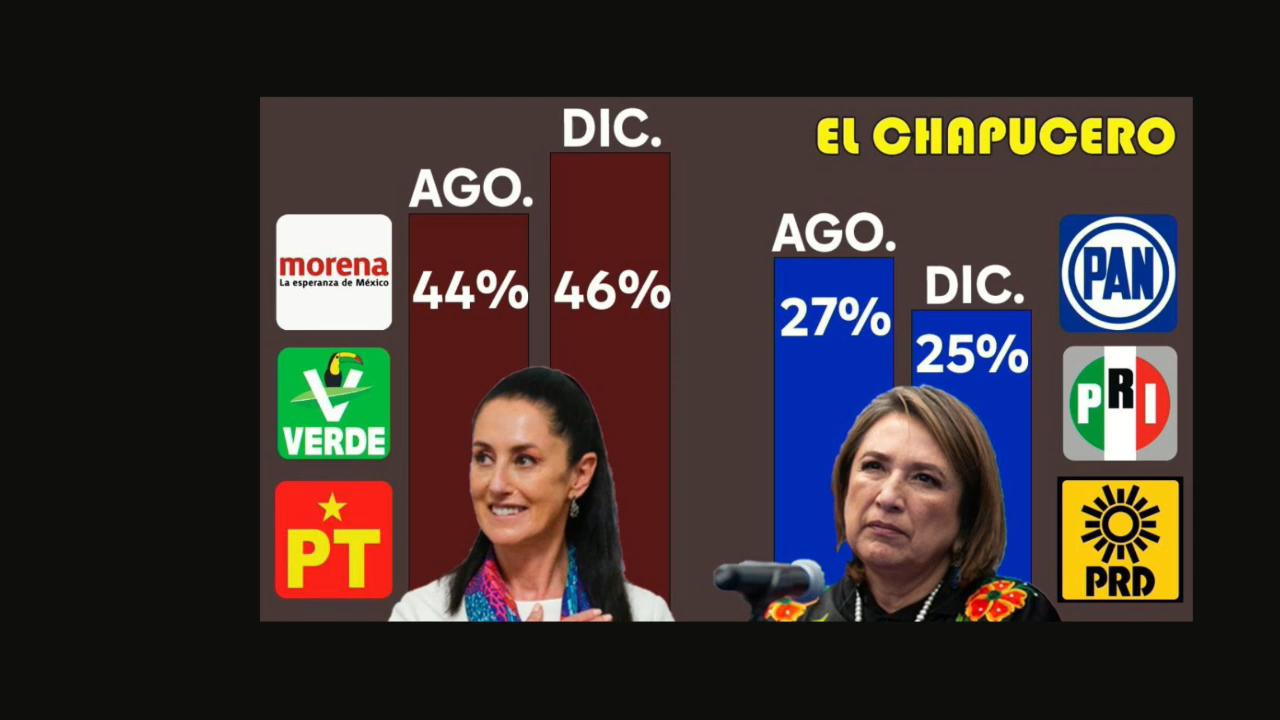 DIC.
EL CHAPUCERO
AGO.
AGO.
morena
La esperanza de México
44%
46%
DIC.
PAN
27%
25%
VERDE
PRI
PT
PRD